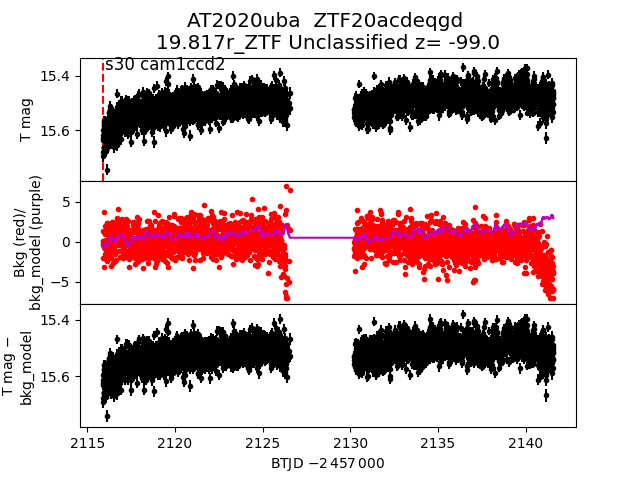 AT2020uba  ZTF20acdeqgd
19.817r_ZTF Unclassified z= -99.0
s30 cam1ccd2
15.4
15.6
T mag
5
0
−5
Bkg (red)/
bkg_model (purple)
15.4
15.6
T mag −
bkg_model
2115 2120 2125 2130 2135 2140
BTJD −2 457 000